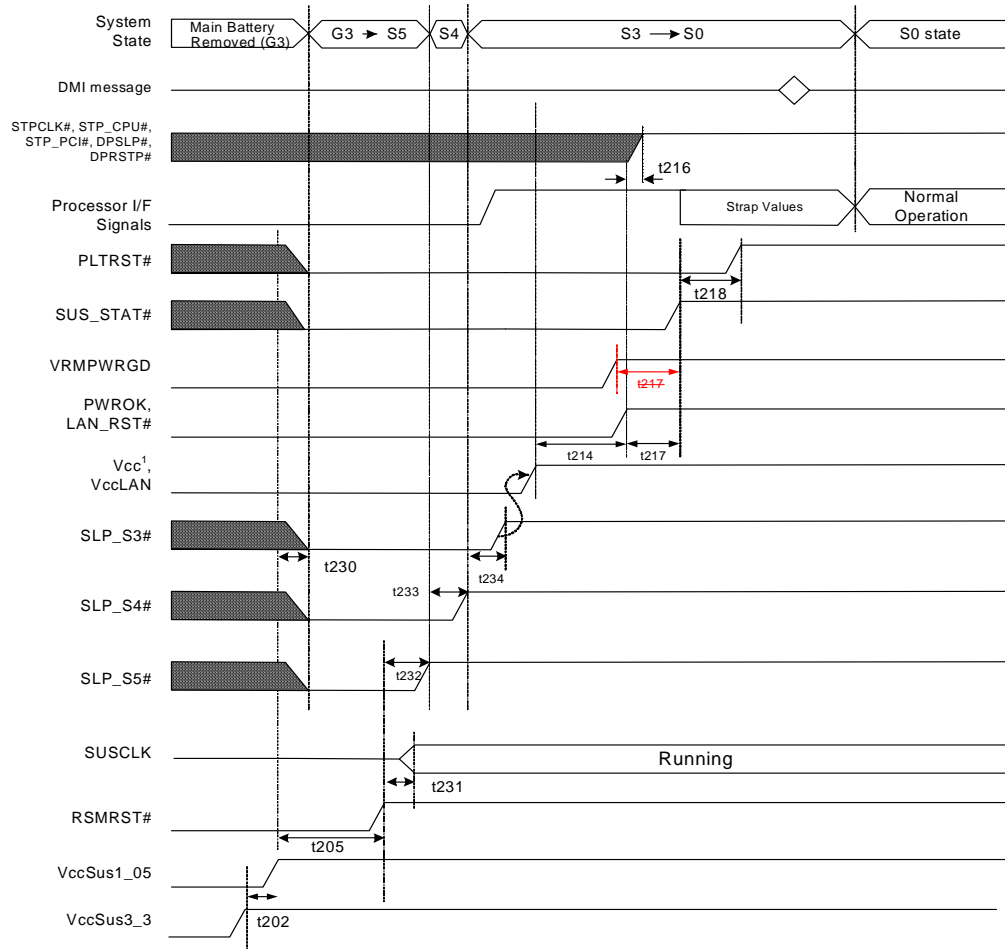 System
State
Main Battery
Removed (G3)
G3 → S5
S4
S3 → S0
S0 state
DMI message
STPCLK#, STP_CPU#,
STP_PCI#, DPSLP#,
DPRSTP#
t216
Processor I/F
Signals
Strap Values
Normal
Operation
PLTRST#
t218
SUS_STAT#
VRMPWRGD
t217
PWROK,
LAN_RST#
t214
t217
Vcc¹,
VccLAN
SLP_S3#
t230
t234
SLP_S4#
t233
SLP_S5#
t232
SUSCLK
Running
t231
RSMRST#
t205
VccSus1_05
t202
VccSus3_3